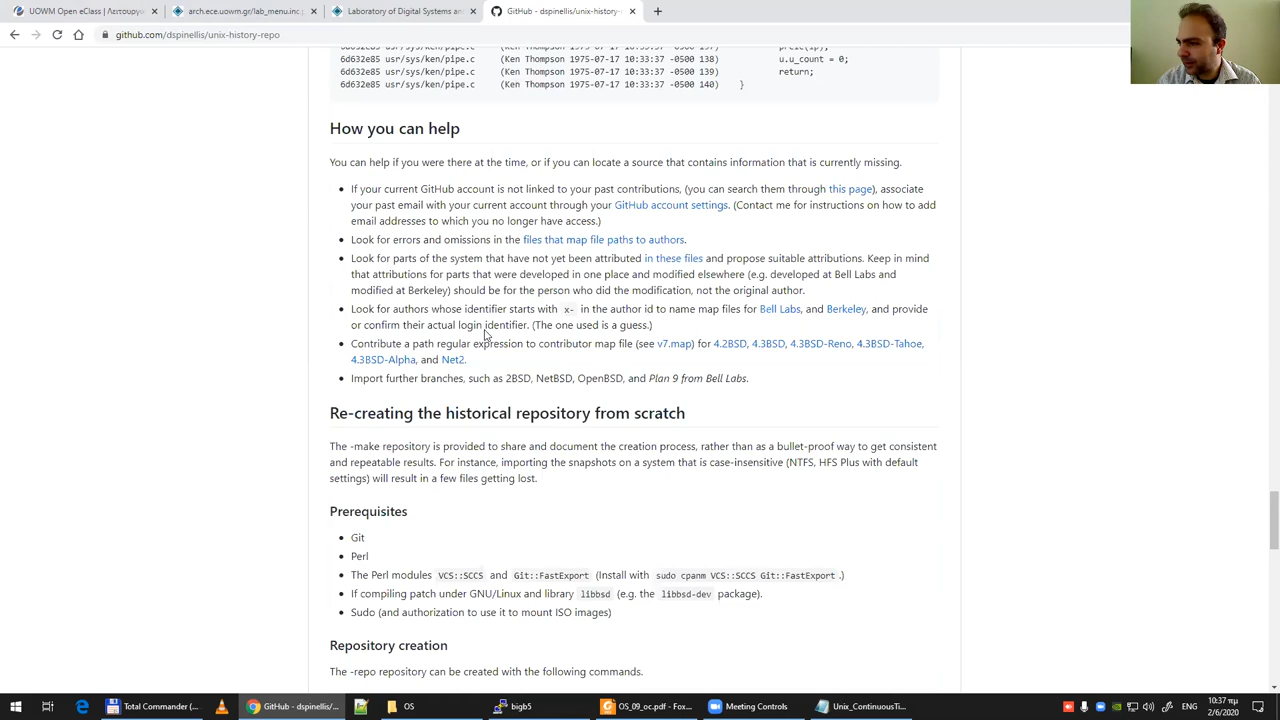 UOWM Open eClass | Λειτουργικ
arch.ece.uowm.gr/lab_menu.inc.p
Laboratory of Digital Systems and
GitHub - dspinellis/unix-history-
github.com/dspinellis/unix-history-repo
6d632e85 usr/sys/ken/pipe.c (Ken Thompson 1975-07-17 10:33:37 -0500 137) prele(ip);
6d632e85 usr/sys/ken/pipe.c (Ken Thompson 1975-07-17 10:33:37 -0500 138) u.u_count = 0;
6d632e85 usr/sys/ken/pipe.c (Ken Thompson 1975-07-17 10:33:37 -0500 139) return;
6d632e85 usr/sys/ken/pipe.c (Ken Thompson 1975-07-17 10:33:37 -0500 140) }
How you can help
You can help if you were there at the time, or if you can locate a source that contains information that is currently missing.
If your current GitHub account is not linked to your past contributions, (you can search them through this page), associate
your past email with your current account through your GitHub account settings. (Contact me for instructions on how to add
email addresses to which you no longer have access.)
Look for errors and omissions in the files that map file paths to authors.
Look for parts of the system that have not yet been attributed in these files and propose suitable attributions. Keep in mind
that attributions for parts that were developed in one place and modified elsewhere (e.g. developed at Bell Labs and
modified at Berkeley) should be for the person who did the modification, not the original author.
Look for authors whose identifier starts with x- in the author id to name map files for Bell Labs, and Berkeley, and provide
or confirm their actual login identifier. (The one used is a guess.)
Contribute a path regular expression to contributor map file (see v7.map) for 4.2BSD, 4.3BSD, 4.3BSD-Reno, 4.3BSD-Tahoe,
4.3BSD-Alpha, and Net2.
Import further branches, such as 2BSD, NetBSD, OpenBSD, and Plan 9 from Bell Labs.
Re-creating the historical repository from scratch
The -make repository is provided to share and document the creation process, rather than as a bullet-proof way to get consistent
and repeatable results. For instance, importing the snapshots on a system that is case-insensitive (NTFS, HFS Plus with default
settings) will result in a few files getting lost.
Prerequisites
Git
Perl
The Perl modules VCS::SCCS and Git::FastExport (Install with sudo cpanm VCS::SCCS Git::FastExport.)
If compiling patch under GNU/Linux and library libbsd (e.g. the libbsd-dev package).
Sudo (and authorization to use it to mount ISO images)
Repository creation
The -repo repository can be created with the following commands.
Total Commander (...
GitHub - dspinellis/...
OS
bigb5
OS_09_oc.pdf - Fox...
Meeting Controls
Unix_ContinuousTi...
10:37 πμ
2/6/2020